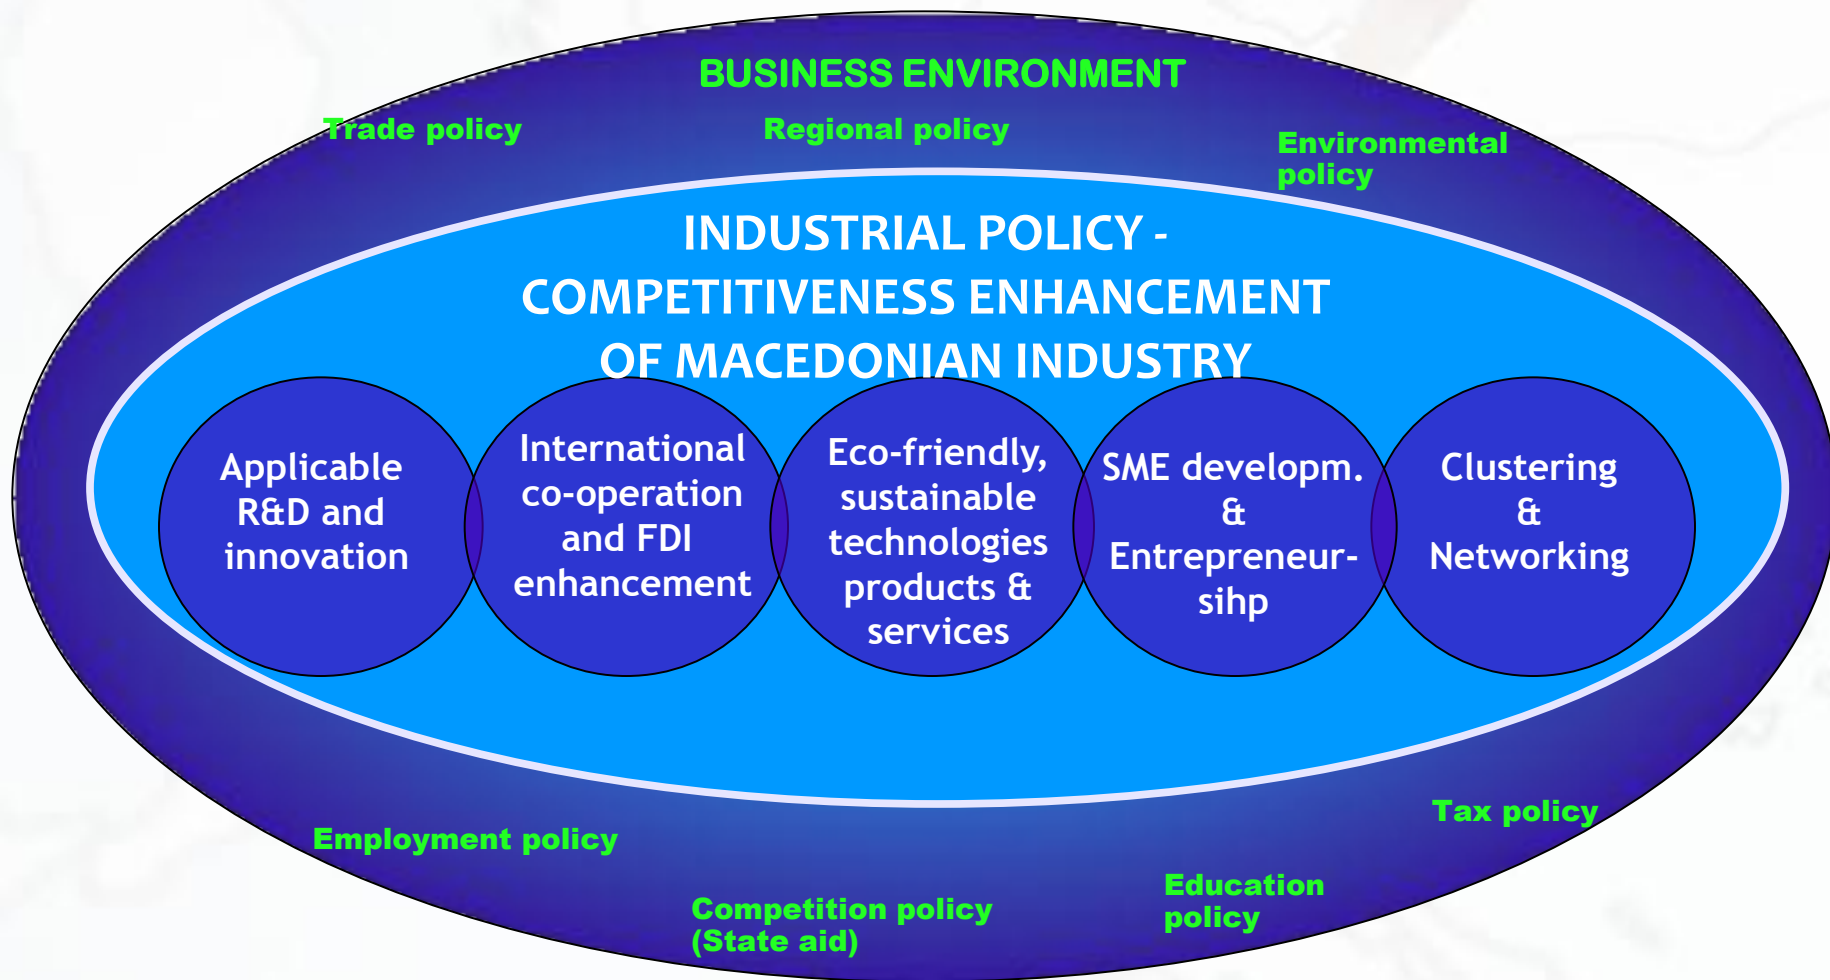 BUSINESS ENVIRONMENT
Trade policy
Regional policy
Environmental
policy
INDUSTRIAL POLICY -
COMPETITIVENESS ENHANCEMENT
OF MACEDONIAN INDUSTRY
Applicable
R&D and
innovation
International
co-operation
and FDI
enhancement
Eco-friendly,
sustainable
technologies
products &
services
SME developm.
&
Entrepreneur-
sihp
Clustering
&
Networking
Employment policy
Competition policy
(State aid)
Education
policy
Tax policy